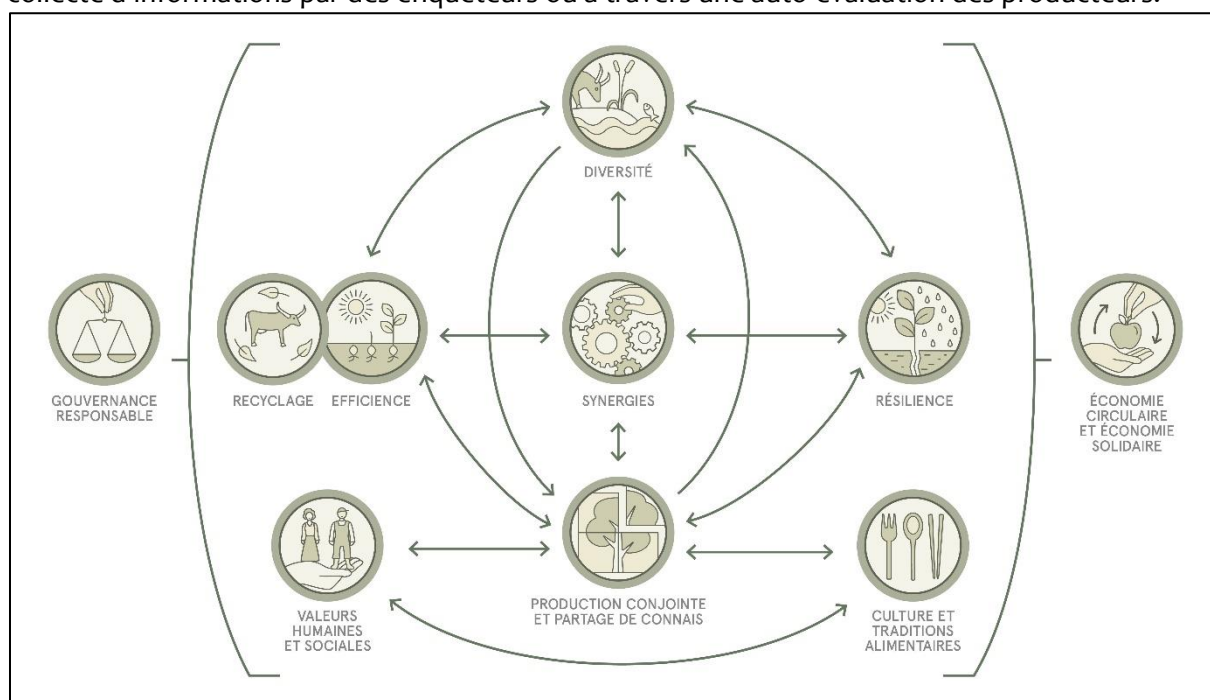 collecte d'informations par des enquêteurs ou à travers une auto-évaluation des producteurs.
DIVERSITÉ
GOUVERNANCE
RESPONSABLE
RECYCLAGE
EFFICIENCE
SYNERGIES
RÉSILIENCE
ÉCONOMIE
CIRCULAIRE
ET ÉCONOMIE
SOLIDAIRE
VALEURS
HUMAINES
ET SOCIALES
PRODUCTION CONJOINTE
ET PARTAGE DE CONNAIS
CULTURE ET
TRADITIONS
ALIMENTAIRES